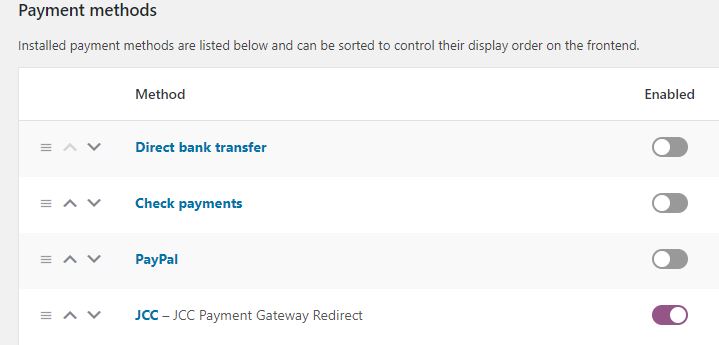 Payment methods
Installed payment methods are listed below and can be sorted to control their display order on the frontend.
Method Enabled
Direct bank transfer
Check payments
PayPal
JCC – JCC Payment Gateway Redirect